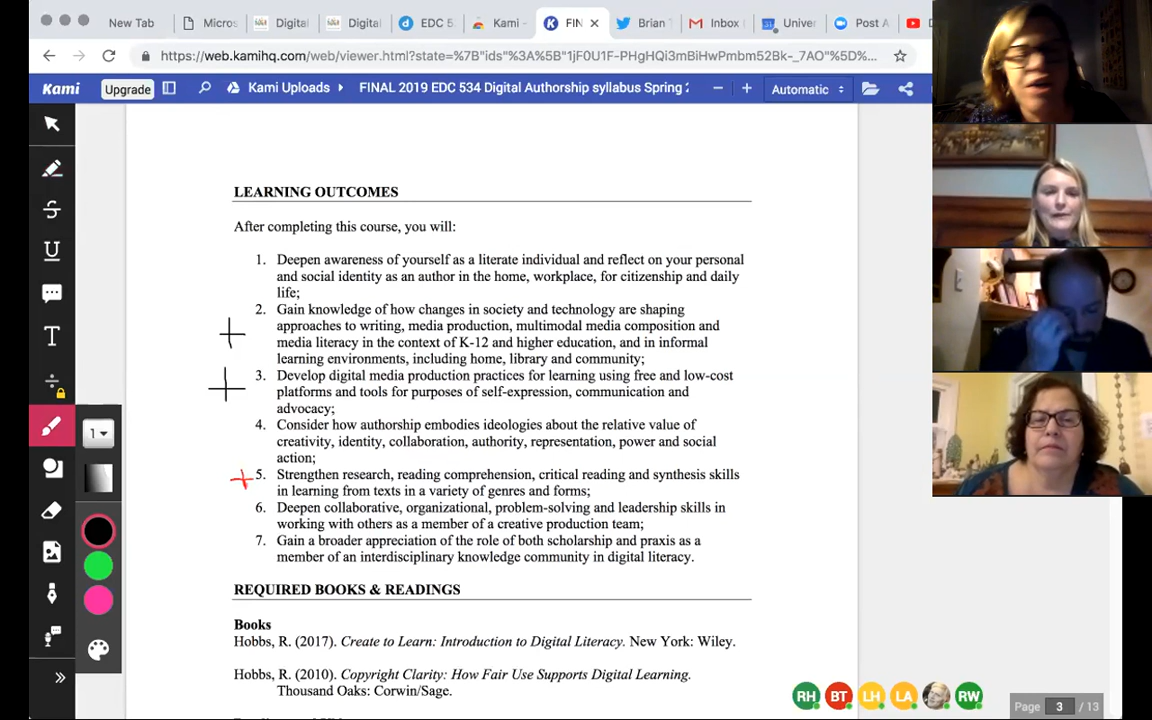 New Tab
Micros
Digital
Digital
EDC 5
Kami -
FIN
Brian T
Inbox (
Univer
Post A
https://web.kamihq.com/web/viewer.html?state=%7B"ids"%3A%5B"1jF0U1F-PHgHQi3mBiHwPmbm52Bk-_7AO"%5D%...
Kami
Upgrade
Kami Uploads
FINAL 2019 EDC 534 Digital Authorship syllabus Spring 2
Automatic
LEARNING OUTCOMES
After completing this course, you will:
1. Deepen awareness of yourself as a literate individual and reflect on your personal
and social identity as an author in the home, workplace, for citizenship and daily
life;
2. Gain knowledge of how changes in society and technology are shaping
approaches to writing, media production, multimodal media composition and
media literacy in the context of K-12 and higher education, and in informal
learning environments, including home, library and community;
3. Develop digital media production practices for learning using free and low-cost
platforms and tools for purposes of self-expression, communication and
advocacy;
4. Consider how authorship embodies ideologies about the relative value of
creativity, identity, collaboration, authority, representation, power and social
action;
5. Strengthen research, reading comprehension, critical reading and synthesis skills
in learning from texts in a variety of genres and forms;
6. Deepen collaborative, organizational, problem-solving and leadership skills in
working with others as a member of a creative production team;
7. Gain a broader appreciation of the role of both scholarship and praxis as a
member of an interdisciplinary knowledge community in digital literacy.
REQUIRED BOOKS & READINGS
Books
Hobbs, R. (2017). Create to Learn: Introduction to Digital Literacy. New York: Wiley.
Hobbs, R. (2010). Copyright Clarity: How Fair Use Supports Digital Learning.
Thousand Oaks: Corwin/Sage.
1
RH
BT
LH
LA
RW
Page 3 / 13